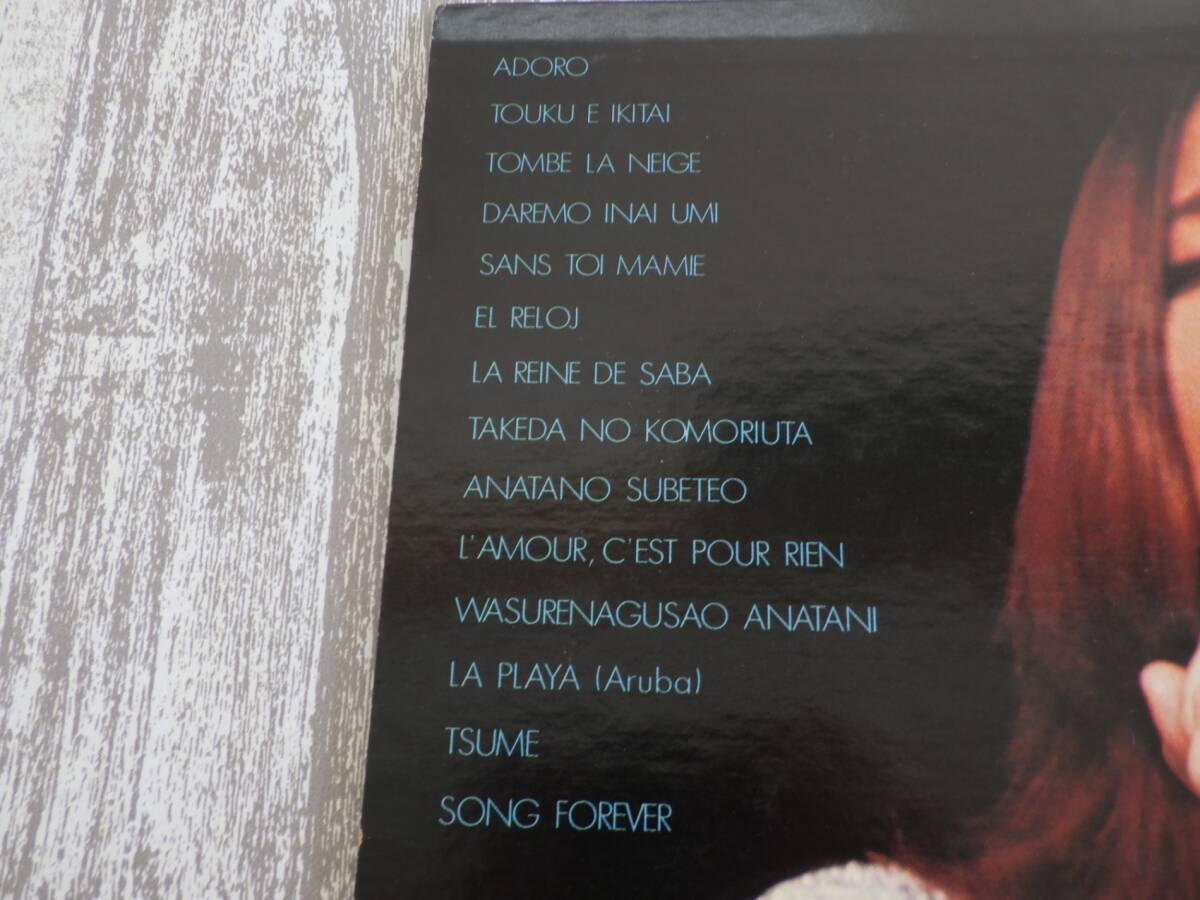 ADORO
TOUKU E IKITAI
TOMBE LA NEIGE
DAREMO INAI UMI
SANS TOI MAMIE
EL RELOJ
LA REINE DE SABA
TAKEDA NO KOMORIUTA
ANATANO SUBETEO
L'AMOUR, C'EST POUR RIEN
WASURENAGUSAO ANATANI
LA PLAYA (Aruba)
TSUME
SONG FOREVER